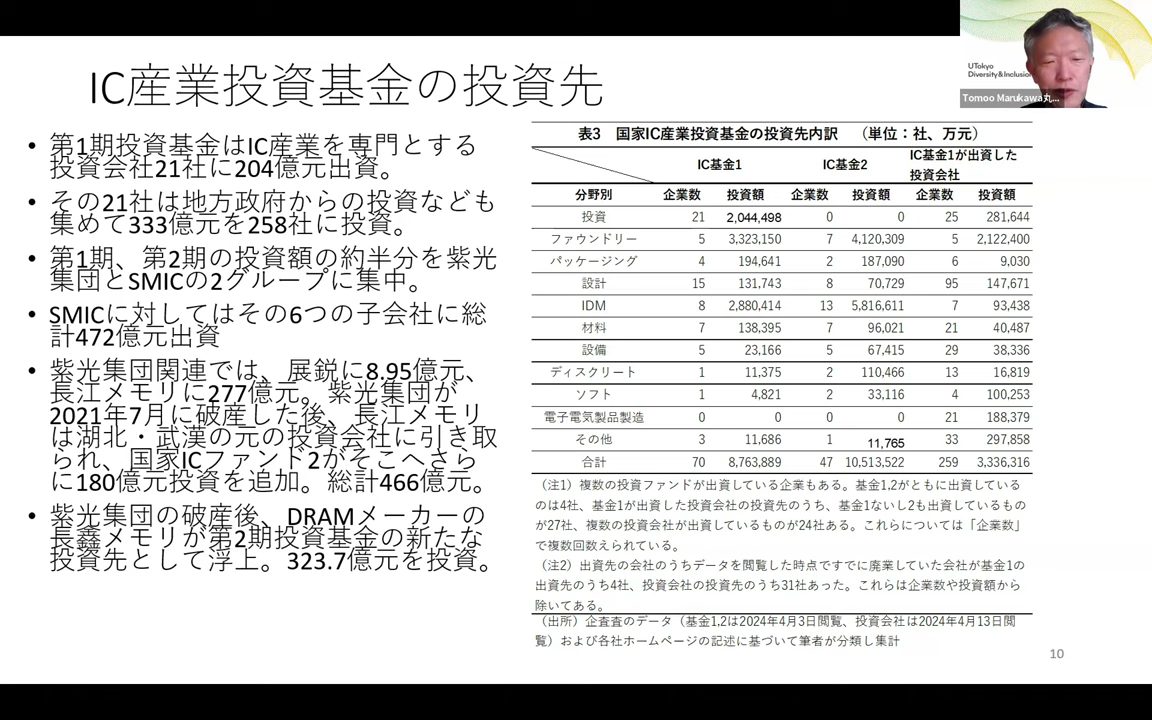 UTokyo
Diversity&Inclusion
Tomoo Marukawa丸...
IC産業投資基金の投資先
• 第1期投資基金はIC産業を専門とする
投資会社21社に204億元出資。
• その21社は地方政府からの投資なども
集めて333億元を258社に投資。
• 第1期、第2期の投資額の約半分を紫光
集団とSMICの2グループに集中。
• SMICに対してはその6つの子会社に総
計472億元出資
• 紫光集団関連では、展鋭に8.95億元、
長江メモリに277億元。紫光集団が
2021年7月に破産した後、長江メモリ
は湖北・武漢の元の投資会社に引き取
られ、国家ICファンド2がそこへさら
に180億元投資を追加。総計466億元。
• 紫光集団の破産後、DRAMメーカーの
長鑫メモリが第2期投資基金の新たな
投資先として浮上。323.7億元を投資。
表3 国家IC産業投資基金の投資先内訳 （単位：社、万元）
IC基金1 IC基金2 IC基金1が出資した
投資会社
分野別 企業数 投資額 企業数 投資額 企業数 投資額
投資 21 2,044,498 0 0 25 281,644
ファウンドリー 5 3,323,150 7 4,120,309 5 2,122,400
パッケージング 4 194,641 2 187,090 6 9,030
設計 15 131,743 8 70,729 95 147,671
IDM 8 2,880,414 13 5,816,611 7 93,438
材料 7 138,395 7 96,021 21 40,487
設備 5 23,166 5 67,415 29 38,336
ディスクリート 1 11,375 2 110,466 13 16,819
ソフト 1 4,821 2 33,116 4 100,253
電子電気製品製造 0 0 0 0 21 188,379
その他 3 11,686 1 11,765 33 297,858
合計 70 8,763,889 47 10,513,522 259 3,336,316
（注1）複数の投資ファンドが出資している企業もある。基金1,2がともに出資している
のは4社、基金1が出資した投資会社の投資先のうち、基金1ないし2も出資しているもの
が27社、複数の投資会社が出資しているものが24社ある。これらについては「企業数」
で複数回数えられている。
（注2）出資先の会社のうちデータを閲覧した時点ですでに廃業していた会社が基金1の
出資先のうち4社、投資会社の投資先のうち31社あった。これらは企業数や投資額から
除いてある。
（出所）企査査のデータ（基金1,2は2024年4月3日閲覧、投資会社は2024年4月13日閲
覧）および各社ホームページの記述に基づいて筆者が分類し集計
10